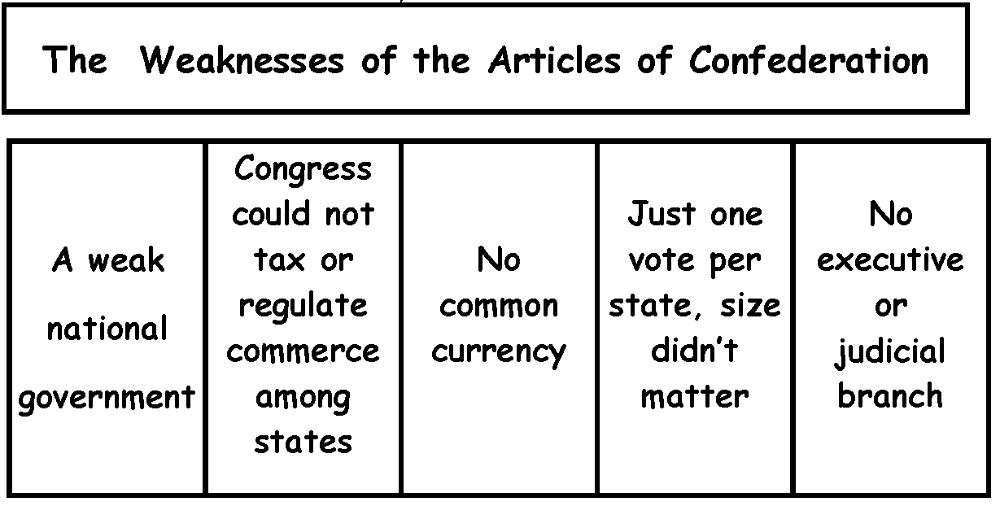 The Weaknesses of the Articles of Confederation
A weak
national
government
Congress
could not
tax or
regulate
commerce
among
states
No
common
currency
Just one
vote per
state, size
didn't
matter
No
executive
or
judicial
branch